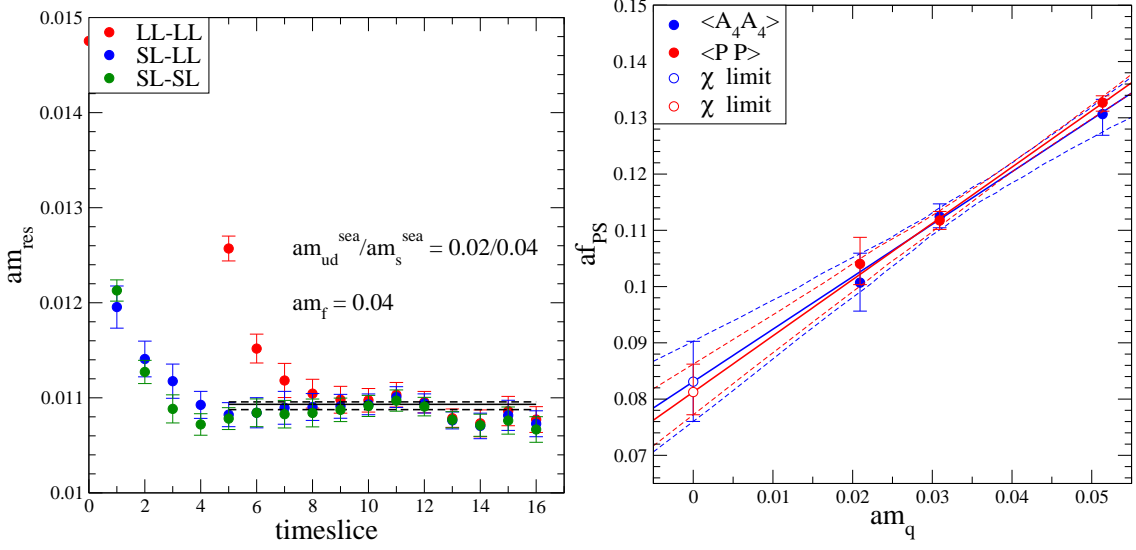 0.015
0.014
0.013
0.012
0.011
0.01
am_res
LL-LL
SL-LL
SL-SL
am_ud^sea/am_s^sea = 0.02/0.04
am_f = 0.04
0 2 4 6 8 10 12 14 16
timeslice
0.15
0.14
0.13
0.12
0.11
0.1
0.09
0.08
0.07
af_PS
<A_4A_4>
<P P>
χ limit
χ limit
0 0.01 0.02 0.03 0.04 0.05
am_q